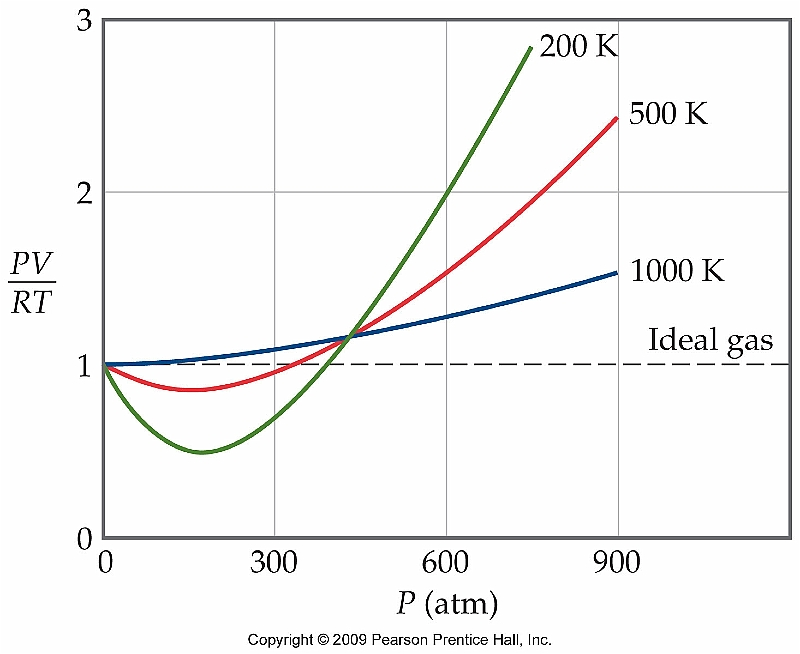 3
200 K
500 K
2
PV
RT
1000 K
Ideal gas
1
0
0 300 600 900
P (atm)
Copyright © 2009 Pearson Prentice Hall, Inc.